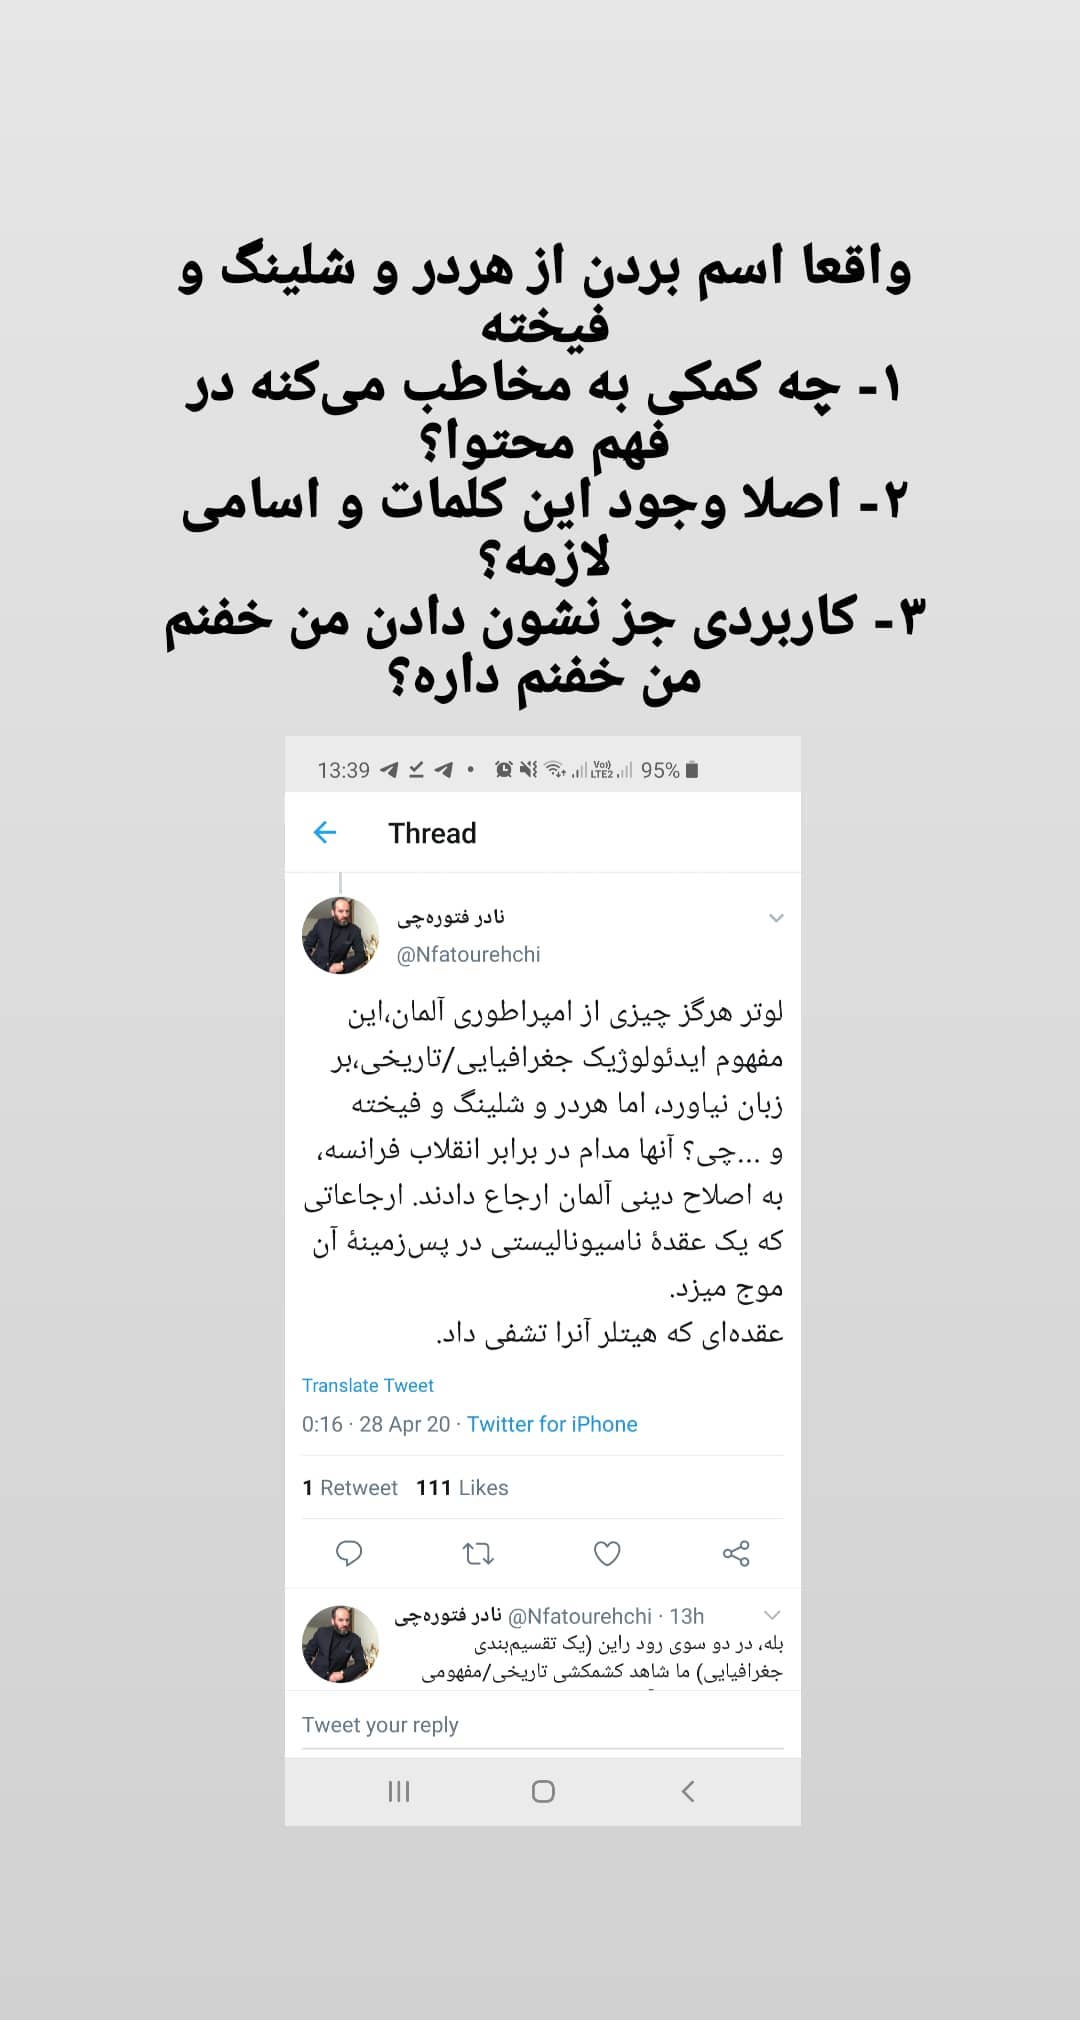 واقعا اسم بردن از هردر و شلینگ و
فیخته
۱- چه کمکی به مخاطب می‌کنه در
فهم محتوا؟
۲- اصلا وجود این کلمات و اسامی
لازمه؟
۳- کاربردی جز نشون دادن من خفنم
من خفنم داره؟
13:39 • Vo)) LTE2 95%
Thread
نادر فتوره‌چی
@Nfatourehchi
لوتر هرگز چیزی از امپراطوری آلمان،این
مفهوم ایدئولوژیک جغرافیایی/تاریخی،بر
زبان نیاورد، اما هردر و شلینگ و فیخته
و ...چی؟ آنها مدام در برابر انقلاب فرانسه،
به اصلاح دینی آلمان ارجاع دادند. ارجاعاتی
که یک عقدهٔ ناسیونالیستی در پس‌زمینهٔ آن
موج میزد.
عقده‌ای که هیتلر آنرا تشفی داد.
Translate Tweet
0:16 · 28 Apr 20 · Twitter for iPhone
1 Retweet 111 Likes
نادر فتوره‌چی @Nfatourehchi · 13h
بله، در دو سوی رود راین (یک تقسیم‌بندی
جغرافیایی) ما شاهد کشمکشی تاریخی/مفهومی
Tweet your reply